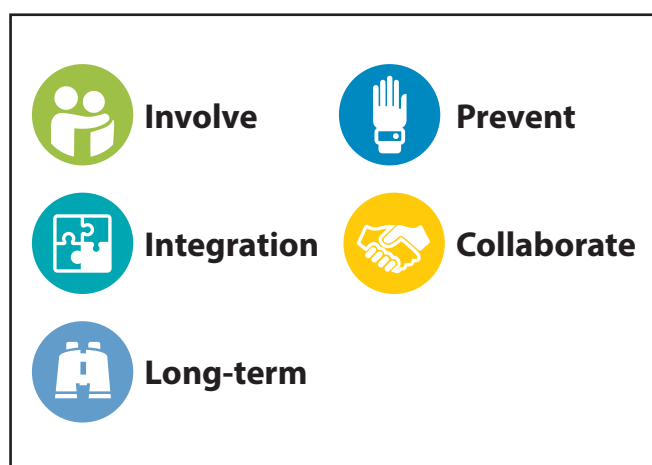 Involve
Prevent
Integration
Collaborate
Long-term